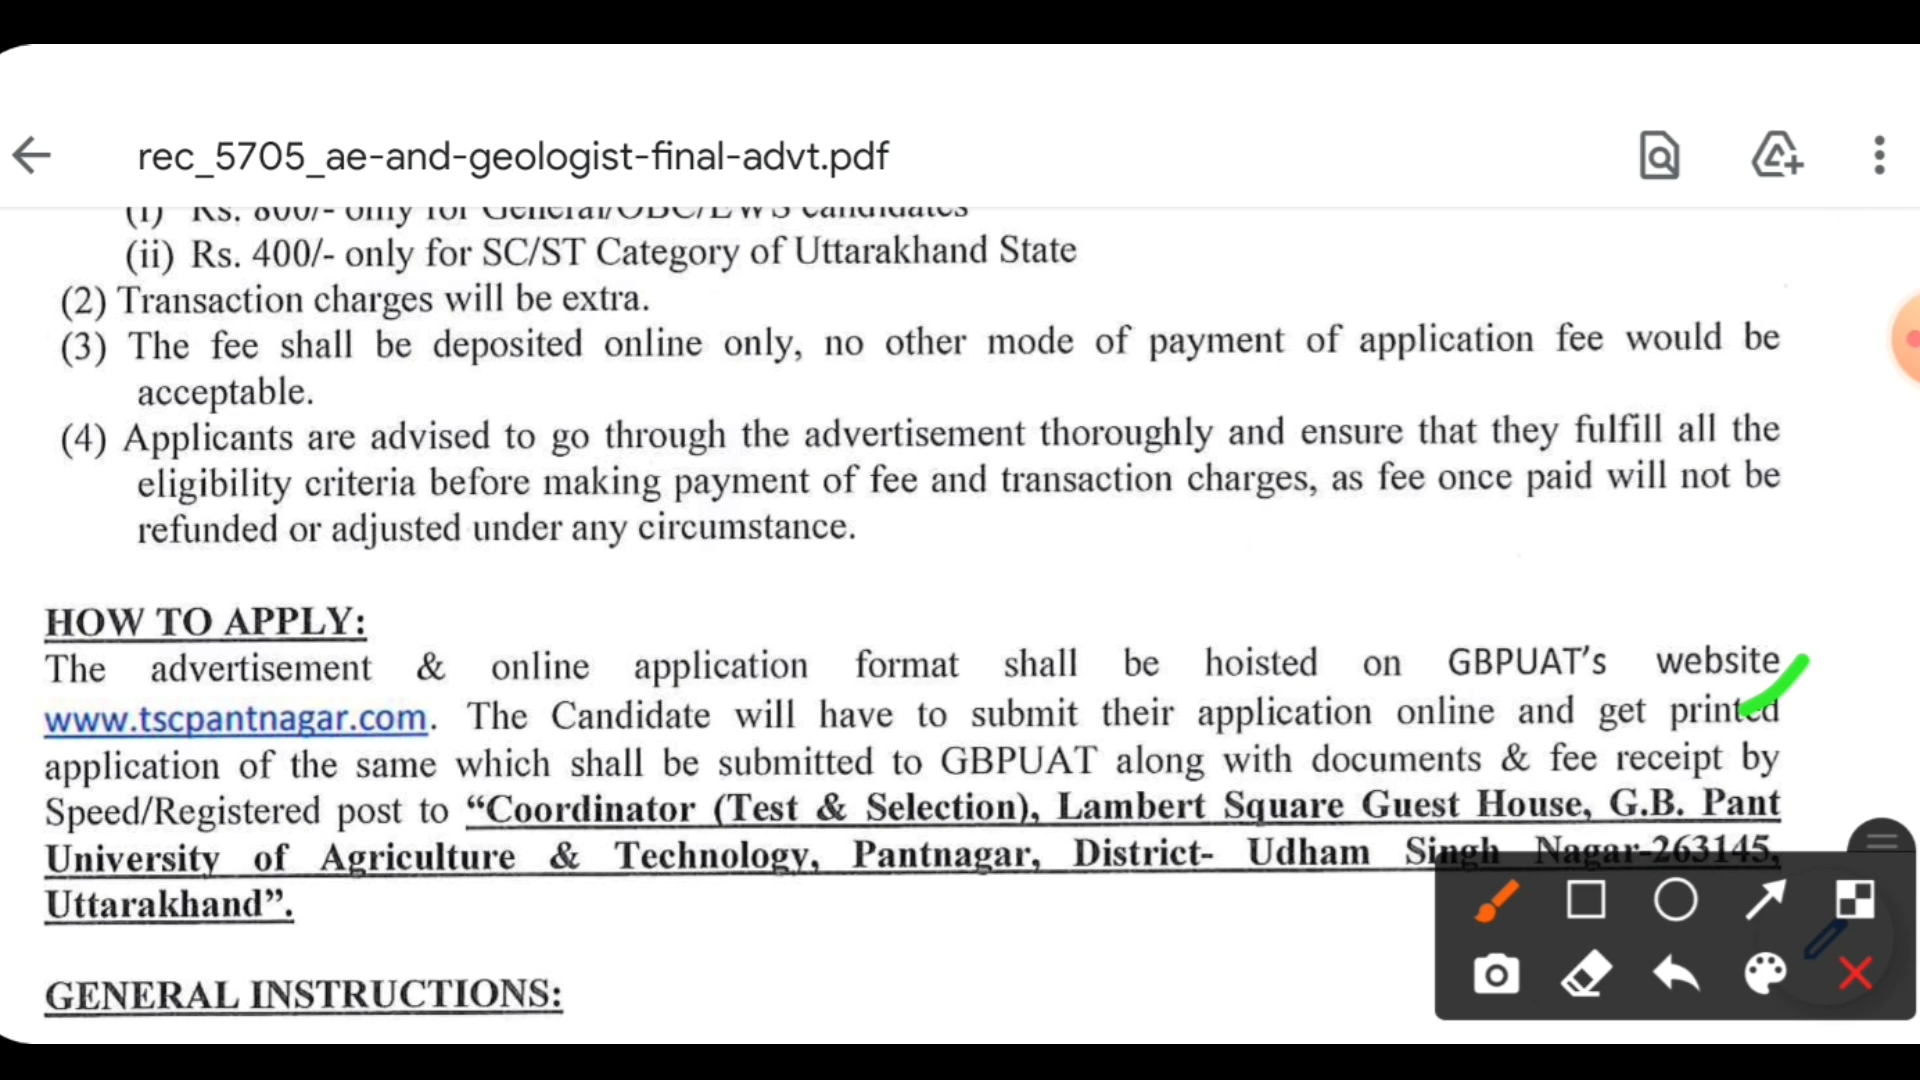 rec_5705_ae-and-geologist-final-advt.pdf
(i) Rs. 800/- only for General/OBC/EWS candidates
(ii) Rs. 400/- only for SC/ST Category of Uttarakhand State
(2) Transaction charges will be extra.
(3) The fee shall be deposited online only, no other mode of payment of application fee would be
acceptable.
(4) Applicants are advised to go through the advertisement thoroughly and ensure that they fulfill all the
eligibility criteria before making payment of fee and transaction charges, as fee once paid will not be
refunded or adjusted under any circumstance.
HOW TO APPLY:
The advertisement & online application format shall be hoisted on GBPUAT's website
www.tscpantnagar.com. The Candidate will have to submit their application online and get printed
application of the same which shall be submitted to GBPUAT along with documents & fee receipt by
Speed/Registered post to “Coordinator (Test & Selection), Lambert Square Guest House, G.B. Pant
University of Agriculture & Technology, Pantnagar, District- Udham Singh Nagar-263145,
Uttarakhand”.
GENERAL INSTRUCTIONS: